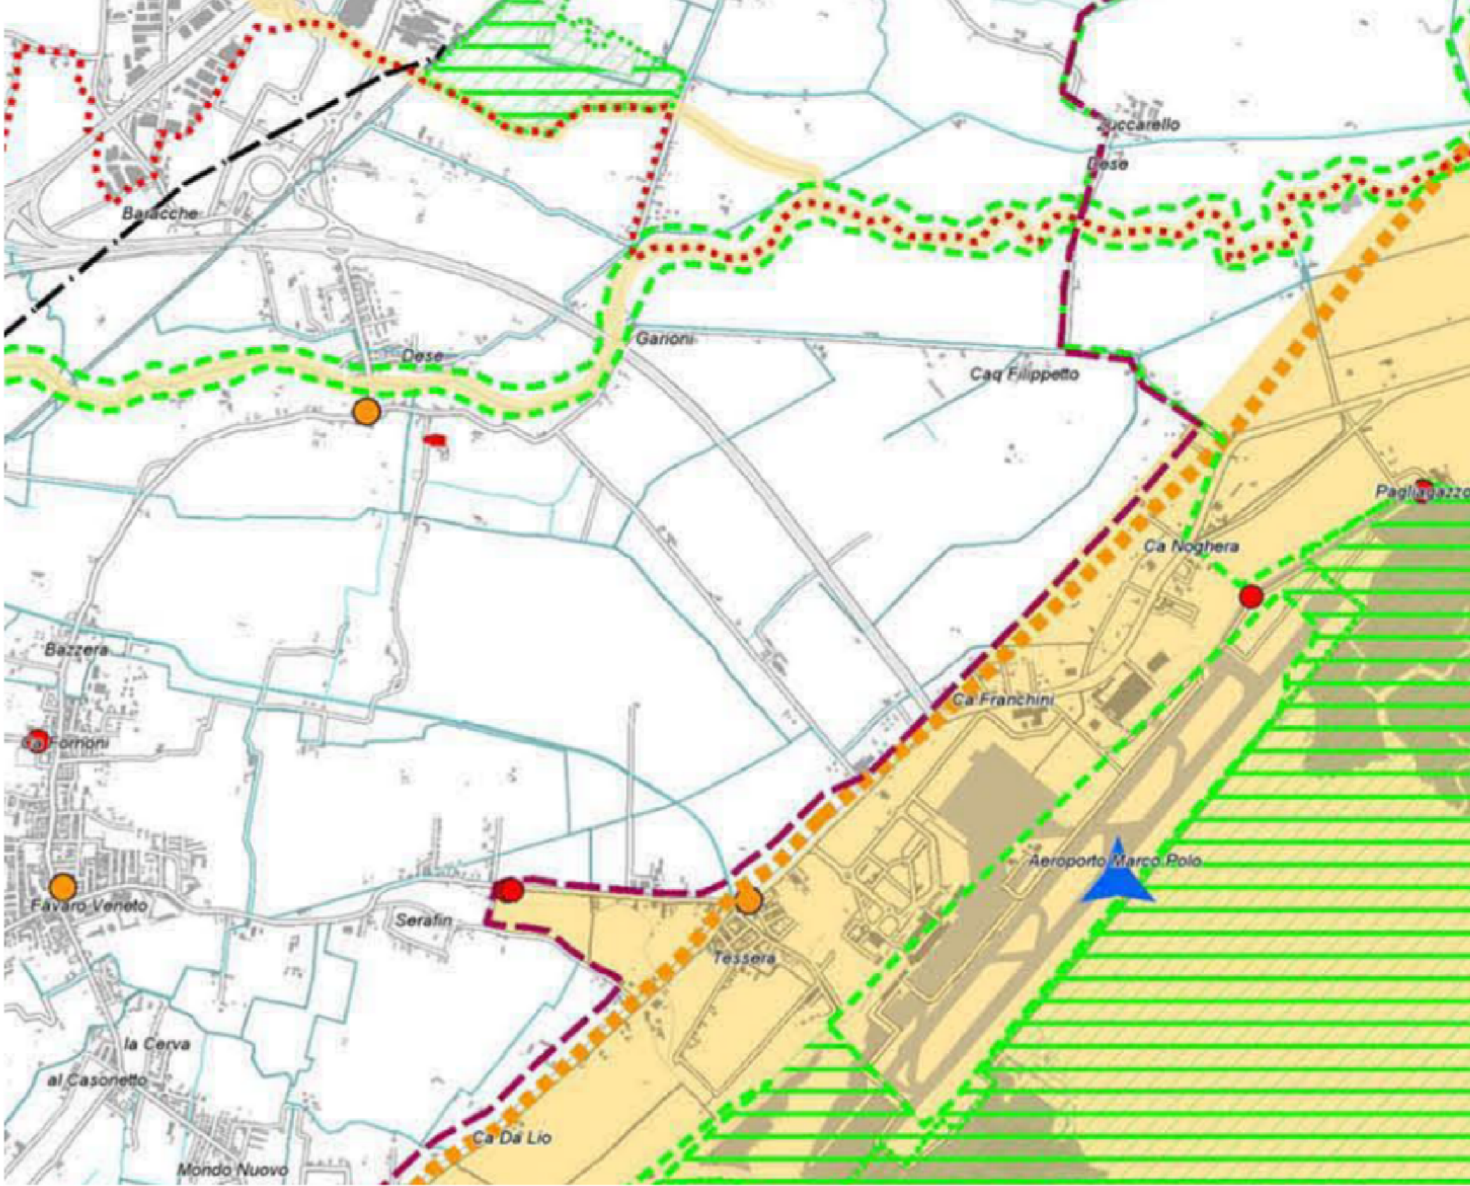 Zuccarello
Dese
Baracche
Garioni
Dese
Caq Filippetto
Pagliagazzo
Ca Noghera
Bazzera
Ca Franchini
Ca Fornoni
Aeroporto Marco Polo
Favaro Veneto
Serafin
Tessera
la Cerva
al Casonetto
Ca Da Lio
Mondo Nuovo